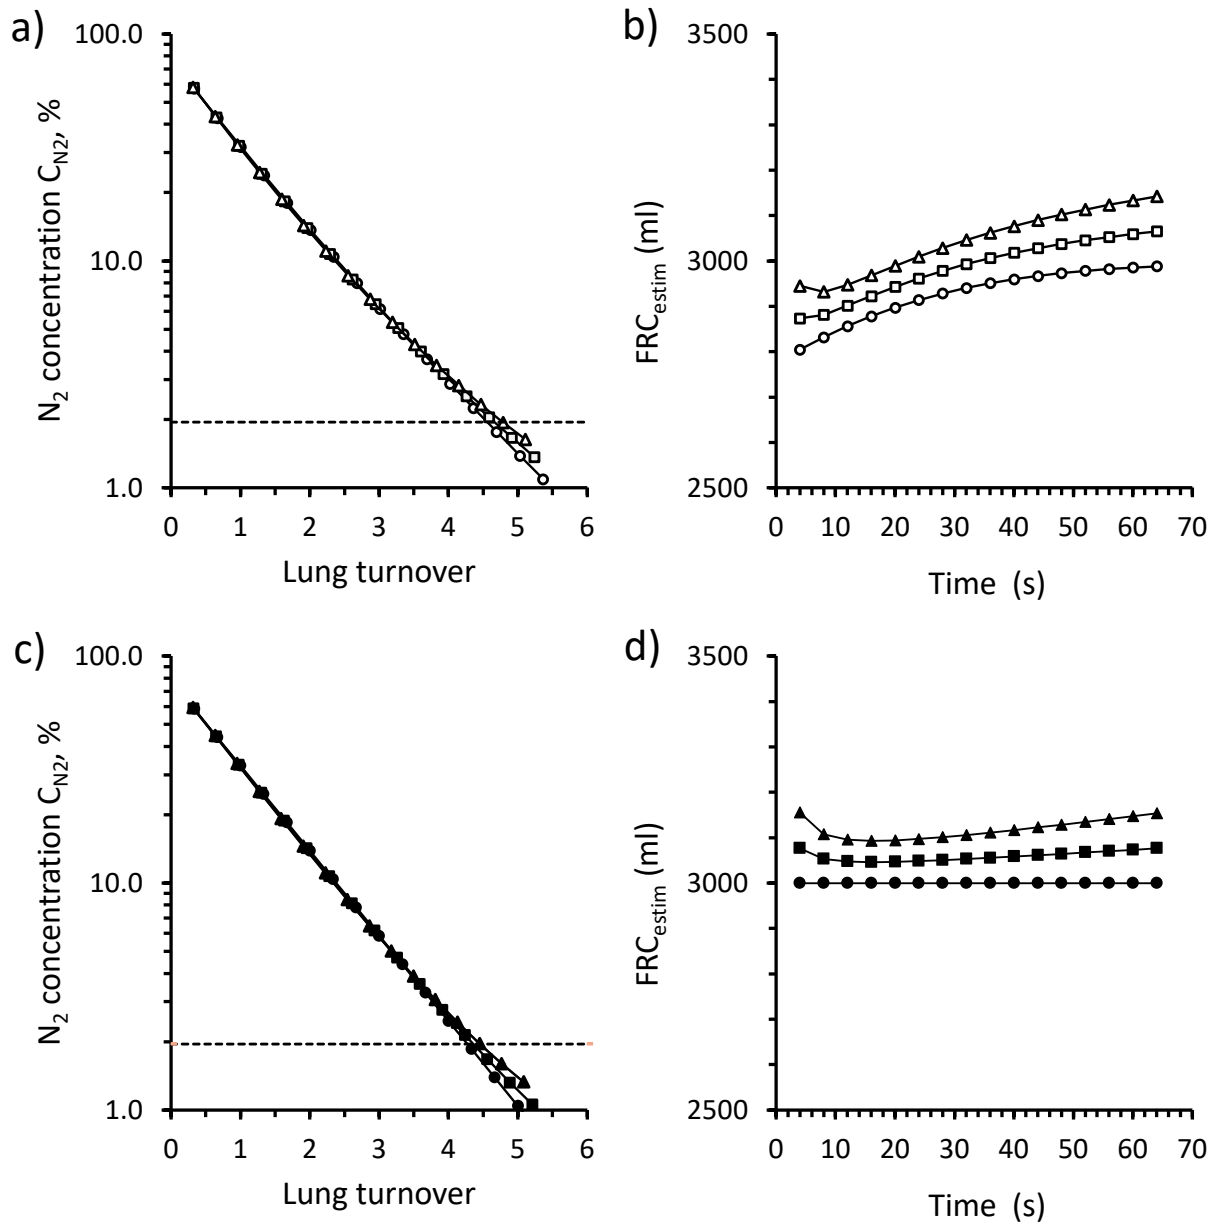 a)
N2 concentration CN2, %
100.0
10.0
1.0
0 1 2 3 4 5 6
Lung turnover
b)
FRCestim (ml)
3500
3000
2500
0 10 20 30 40 50 60 70
Time (s)
c)
N2 concentration CN2, %
100.0
10.0
1.0
0 1 2 3 4 5 6
Lung turnover
d)
FRCestim (ml)
3500
3000
2500
0 10 20 30 40 50 60 70
Time (s)